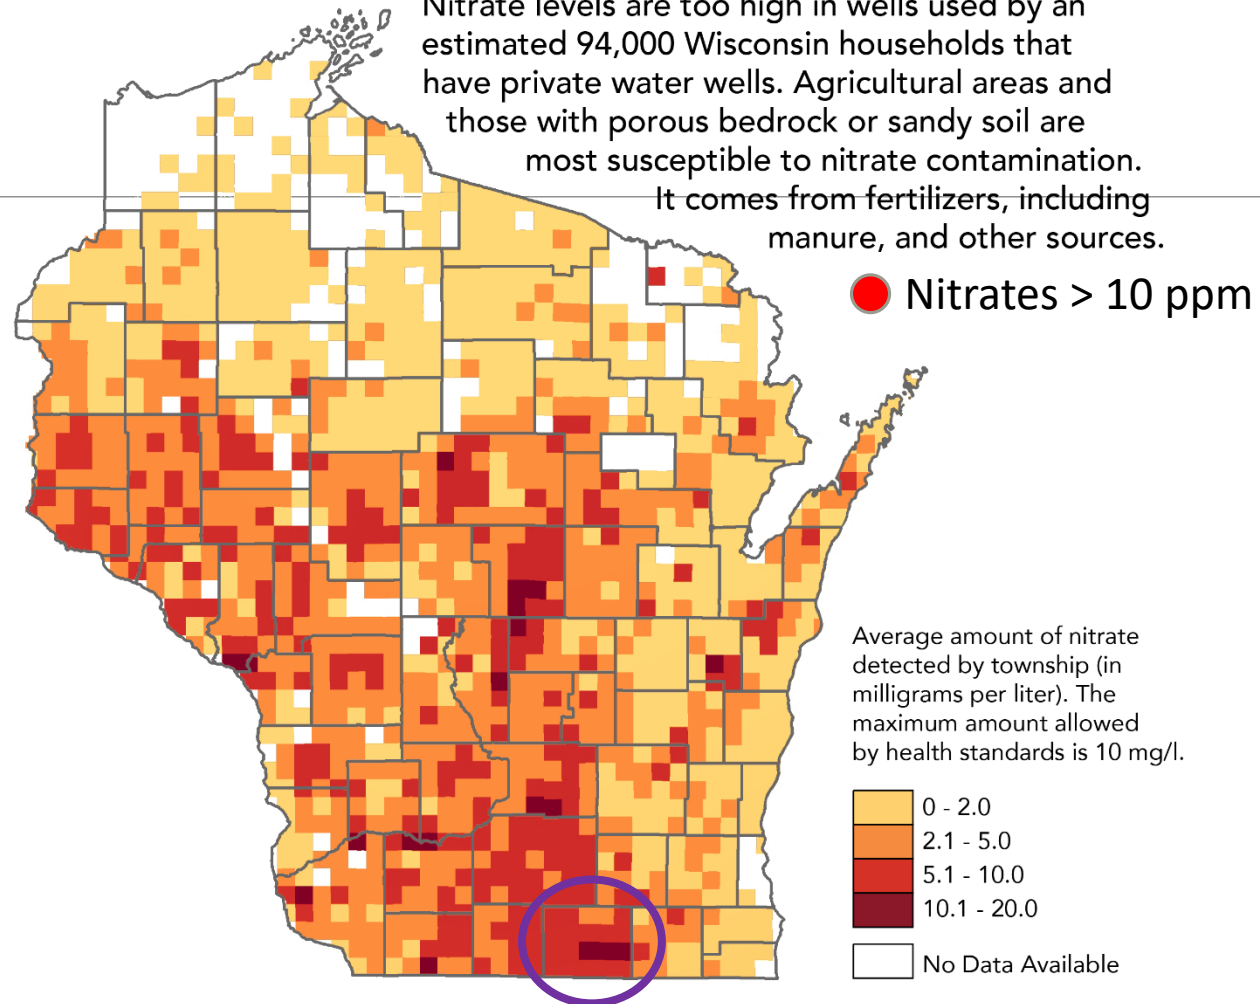 Nitrate levels are too high in wells used by an
estimated 94,000 Wisconsin households that
have private water wells. Agricultural areas and
those with porous bedrock or sandy soil are
most susceptible to nitrate contamination.
It comes from fertilizers, including
manure, and other sources.
Nitrates > 10 ppm
Average amount of nitrate
detected by township (in
milligrams per liter). The
maximum amount allowed
by health standards is 10 mg/l.
0 - 2.0
2.1 - 5.0
5.1 - 10.0
10.1 - 20.0
No Data Available